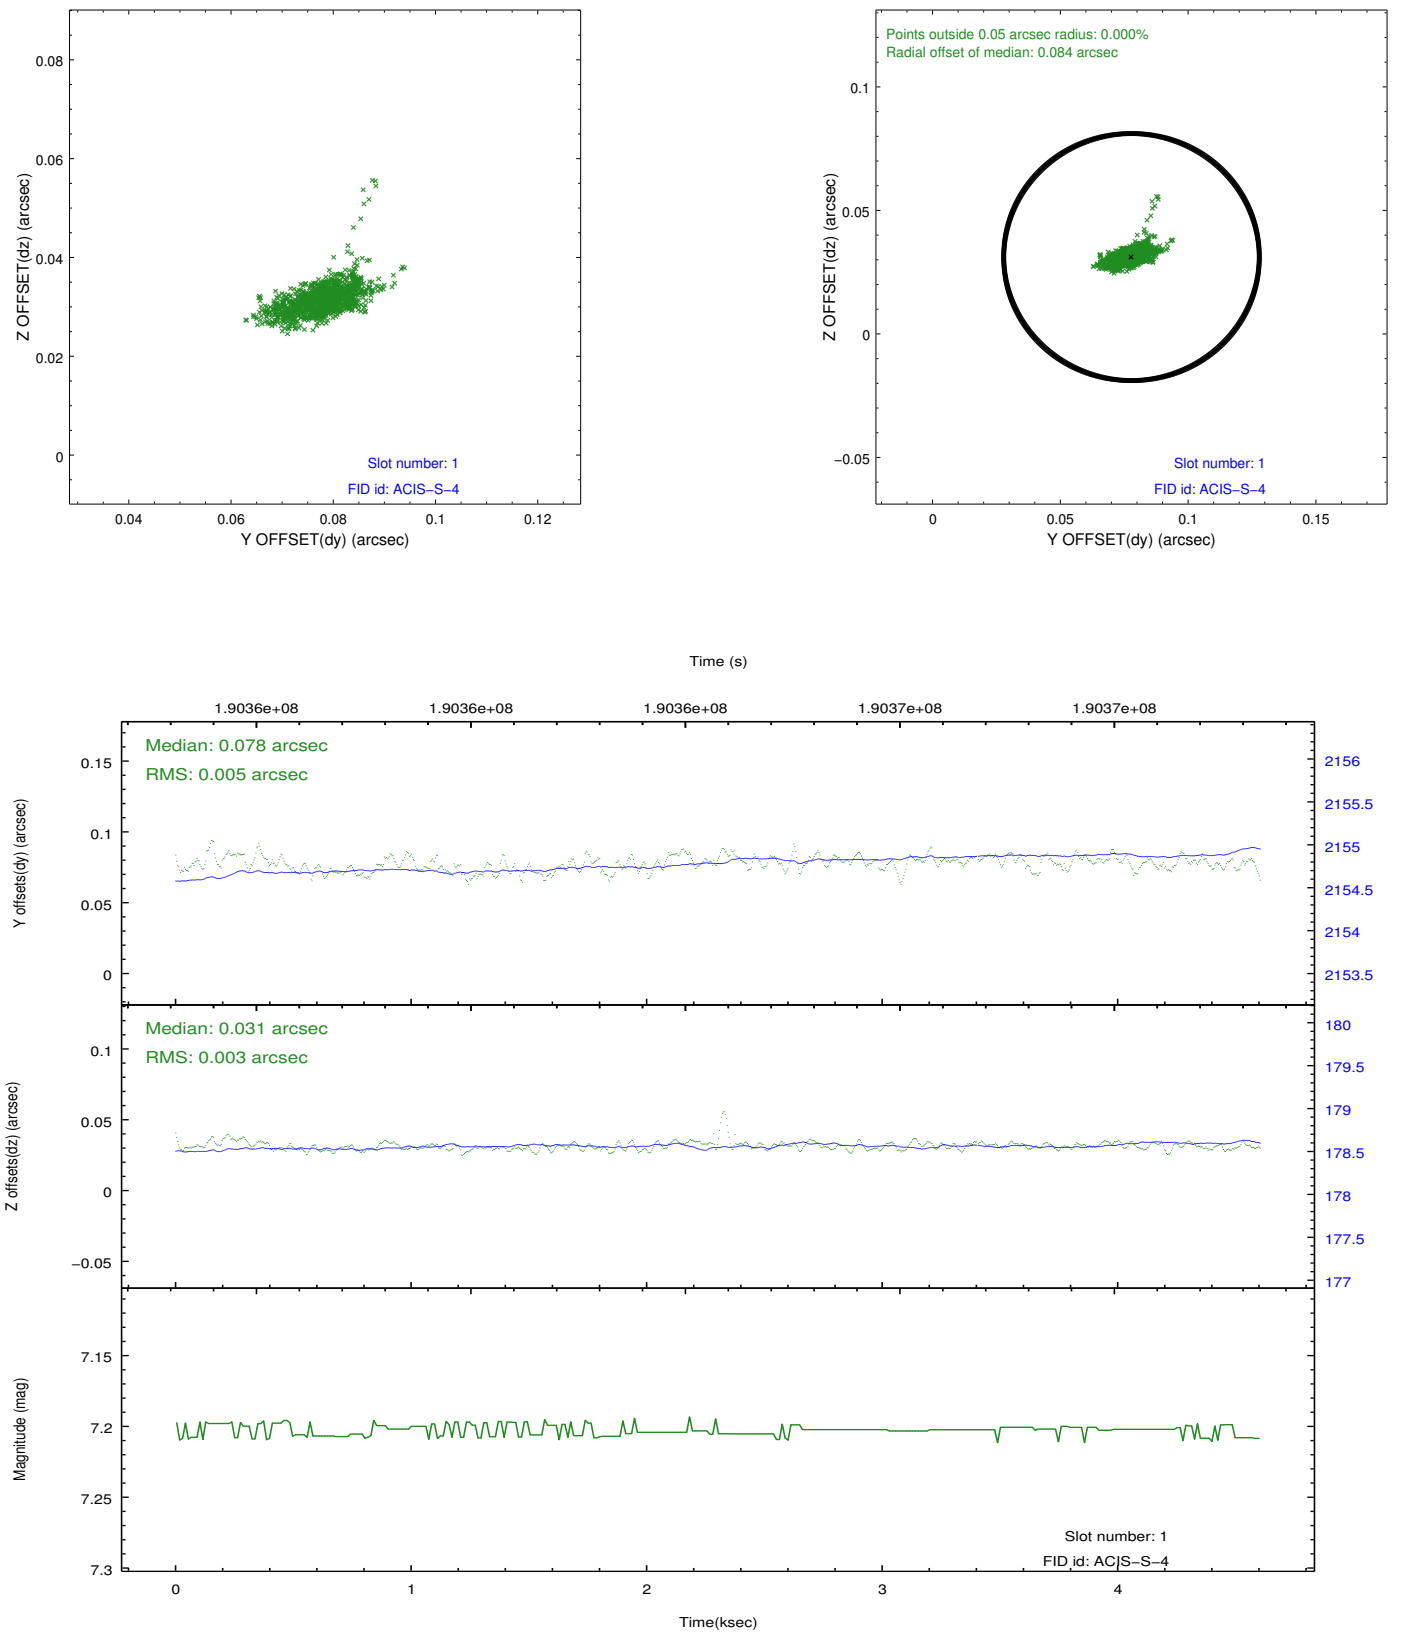 0.08
0.06
0.04
0.02
0
Z OFFSET(dz) (arcsec)
Slot number: 1
FID id: ACIS−S−4
0.04 0.06 0.08 0.1 0.12
Y OFFSET(dy) (arcsec)
Points outside 0.05 arcsec radius: 0.000%
Radial offset of median: 0.084 arcsec
0.1
0.05
0
−0.05
Z OFFSET(dz) (arcsec)
Slot number: 1
FID id: ACIS−S−4
0 0.05 0.1 0.15
Y OFFSET(dy) (arcsec)
Time (s)
1.9036e+08 1.9036e+08 1.9036e+08 1.9037e+08 1.9037e+08
Median: 0.078 arcsec
RMS: 0.005 arcsec
0.15
0.1
0.05
0
Y offsets(dy) (arcsec)
2156
2155.5
2155
2154.5
2154
2153.5
Median: 0.031 arcsec
RMS: 0.003 arcsec
0.1
0.05
0
−0.05
Z offsets(dz) (arcsec)
180
179.5
179
178.5
178
177.5
177
7.15
7.2
7.25
7.3
Magnitude (mag)
Slot number: 1
FID id: ACIS−S−4
0 1 2 3 4
Time(ksec)